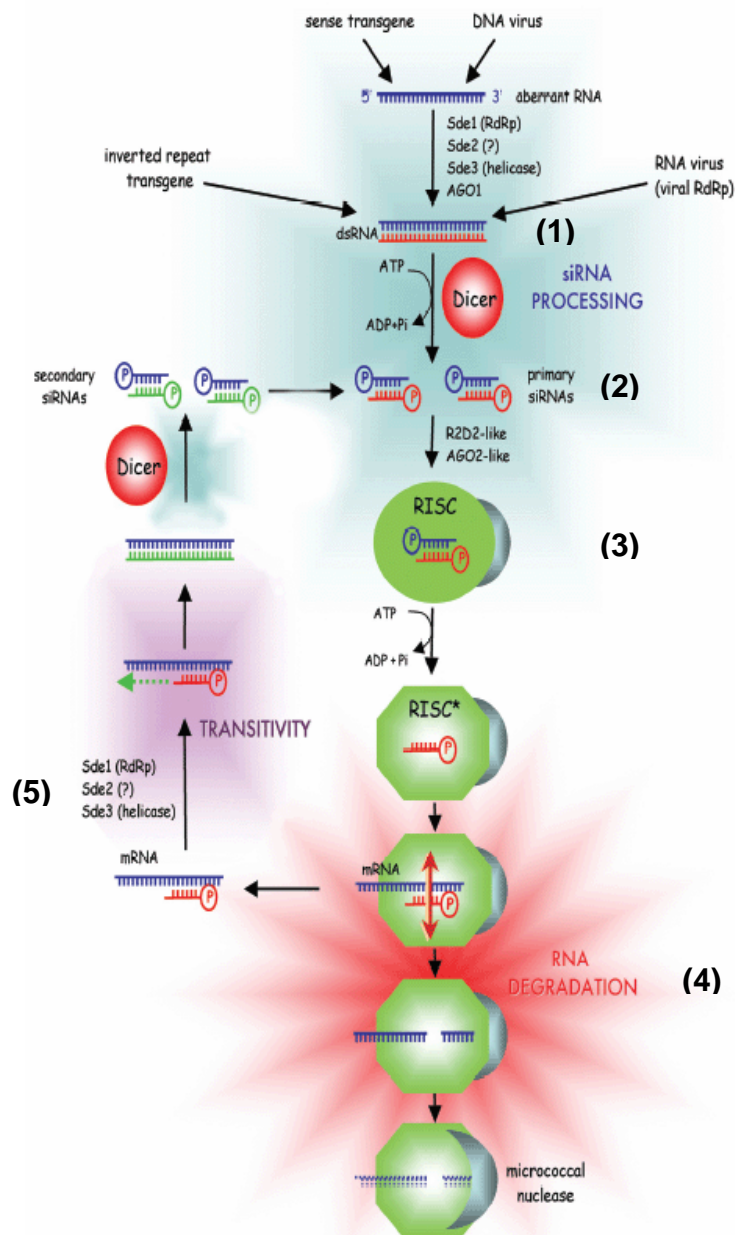 sense transgene
DNA virus
5' 3' aberrant RNA
Sde1 (RdRp)
Sde2 (?)
Sde3 (helicase)
AGO1
inverted repeat
transgene
RNA virus
(viral RdRp)
dsRNA
(1)
ATP
Dicer
ADP+Pi
siRNA
PROCESSING
secondary
siRNAs
P P
P P
P P
P P
primary
siRNAs
(2)
R2D2-like
AGO2-like
Dicer
RISC
P
P
(3)
ATP
ADP + Pi
P
TRANSITIVITY
RISC*
P
(5)
Sde1 (RdRp)
Sde2 (?)
Sde3 (helicase)
mRNA
P
mRNA
P
RNA
DEGRADATION
(4)
micrococcal
nuclease